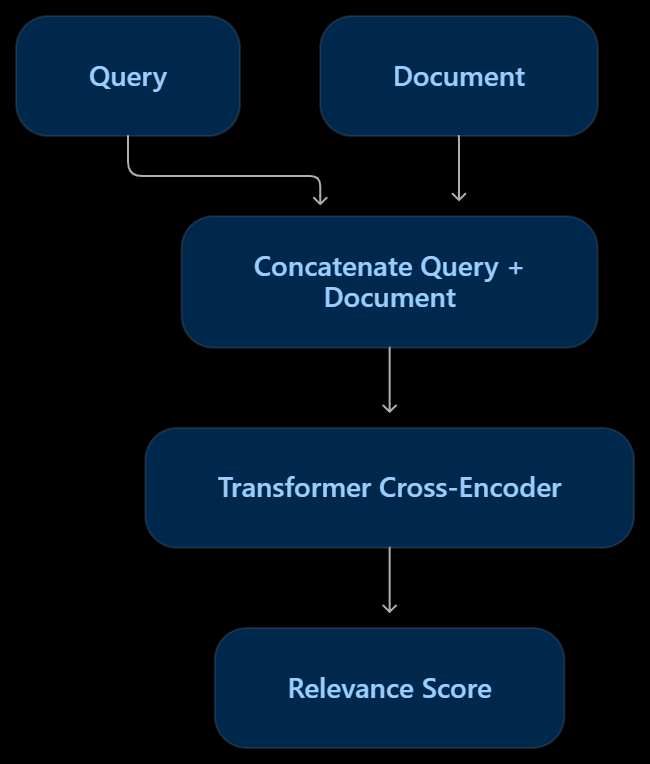 Query
Document
Concatenate Query +
Document
Transformer Cross-Encoder
Relevance Score